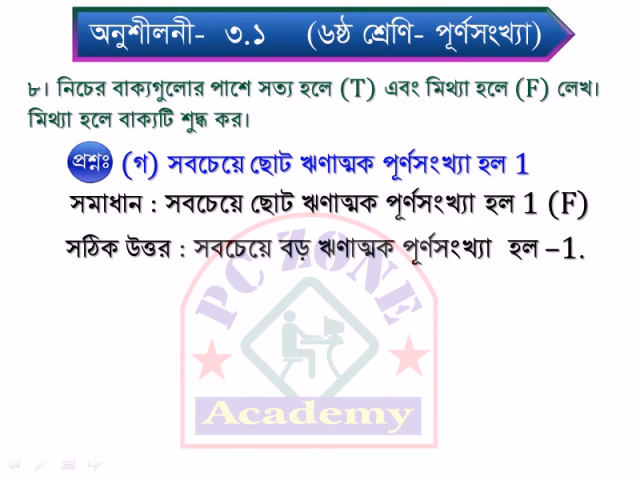 অনুশীলনী- ৩.১ (৬ষ্ঠ শ্রেণি- পূর্ণসংখ্যা)
৮। নিচের বাক্যগুলোর পাশে সত্য হলে (T) এবং মিথ্যা হলে (F) লেখ।
মিথ্যা হলে বাক্যটি শুদ্ধ কর।
প্রশ্নঃ (গ) সবচেয়ে ছোট ঋণাত্মক পূর্ণসংখ্যা হল 1
সমাধান : সবচেয়ে ছোট ঋণাত্মক পূর্ণসংখ্যা হল 1 (F)
সঠিক উত্তর : সবচেয়ে বড় ঋণাত্মক পূর্ণসংখ্যা হল –1.
PC ZONE
Academy